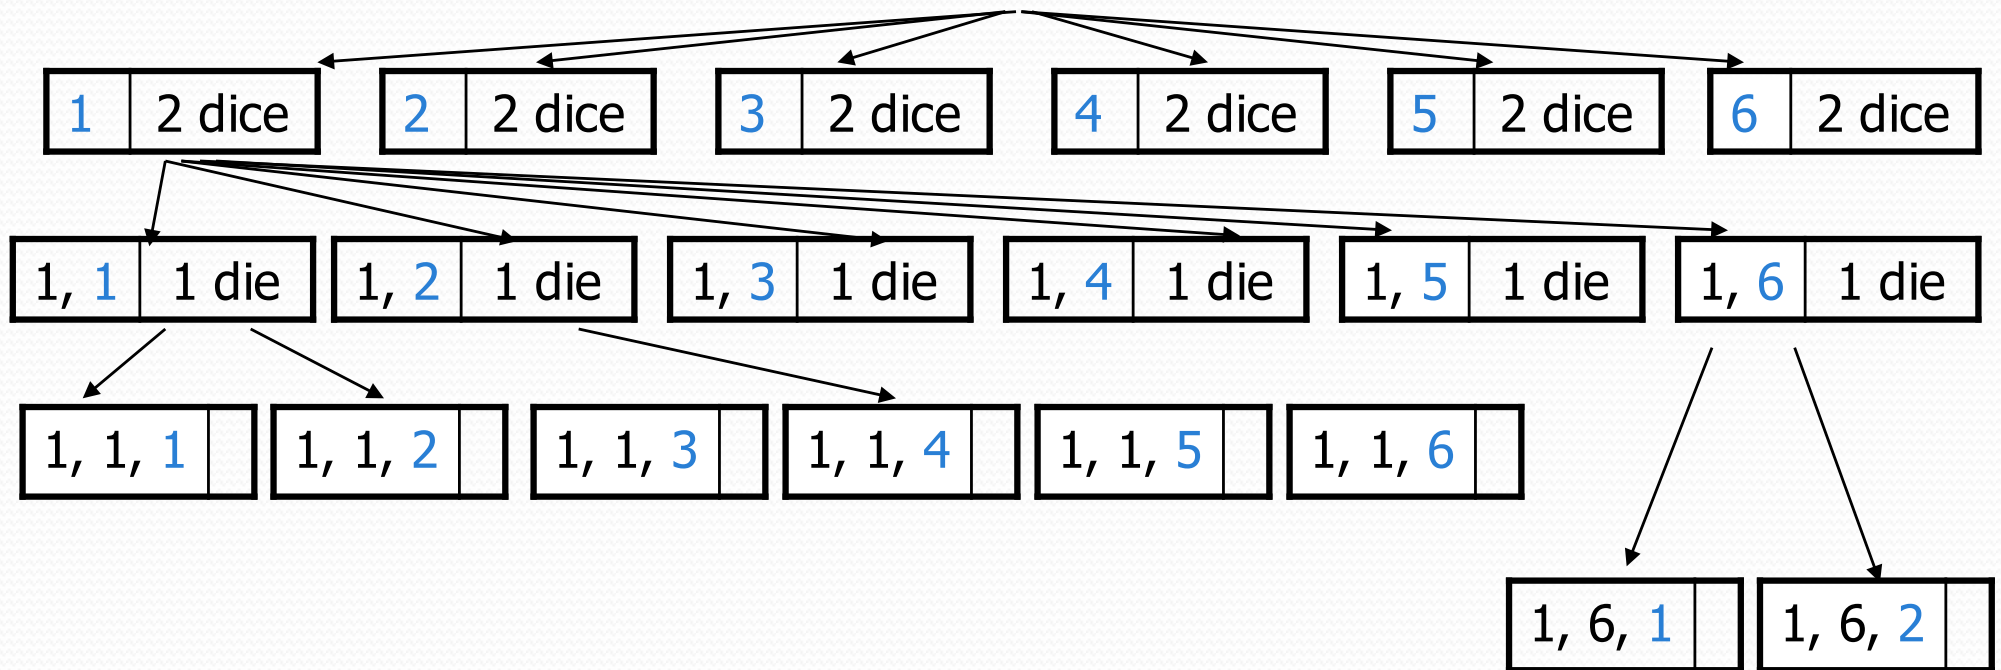 1 2 dice 2 2 dice 3 2 dice 4 2 dice 5 2 dice 6 2 dice
1, 1 1 die 1, 2 1 die 1, 3 1 die 1, 4 1 die 1, 5 1 die 1, 6 1 die
1, 1, 1 1, 1, 2 1, 1, 3 1, 1, 4 1, 1, 5 1, 1, 6
1, 6, 1 1, 6, 2